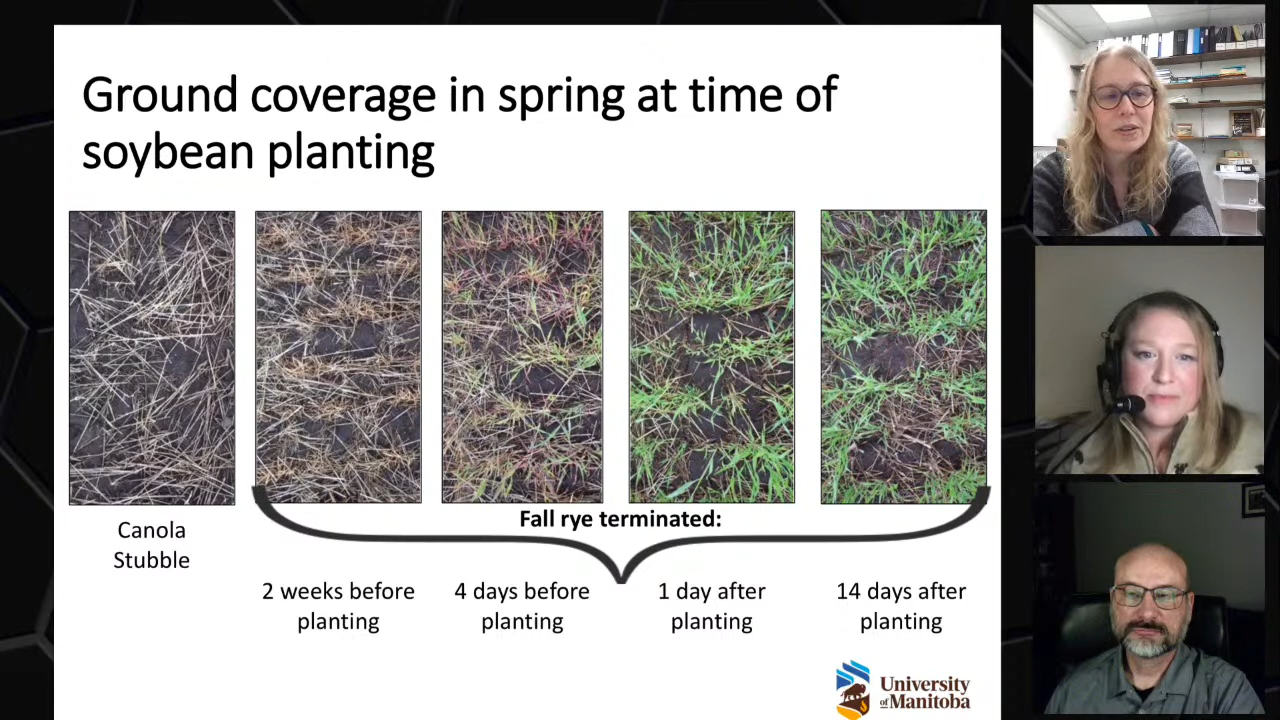 Ground coverage in spring at time of
soybean planting
Canola
Stubble
Fall rye terminated:
2 weeks before
planting
4 days before
planting
1 day after
planting
14 days after
planting
University
of Manitoba